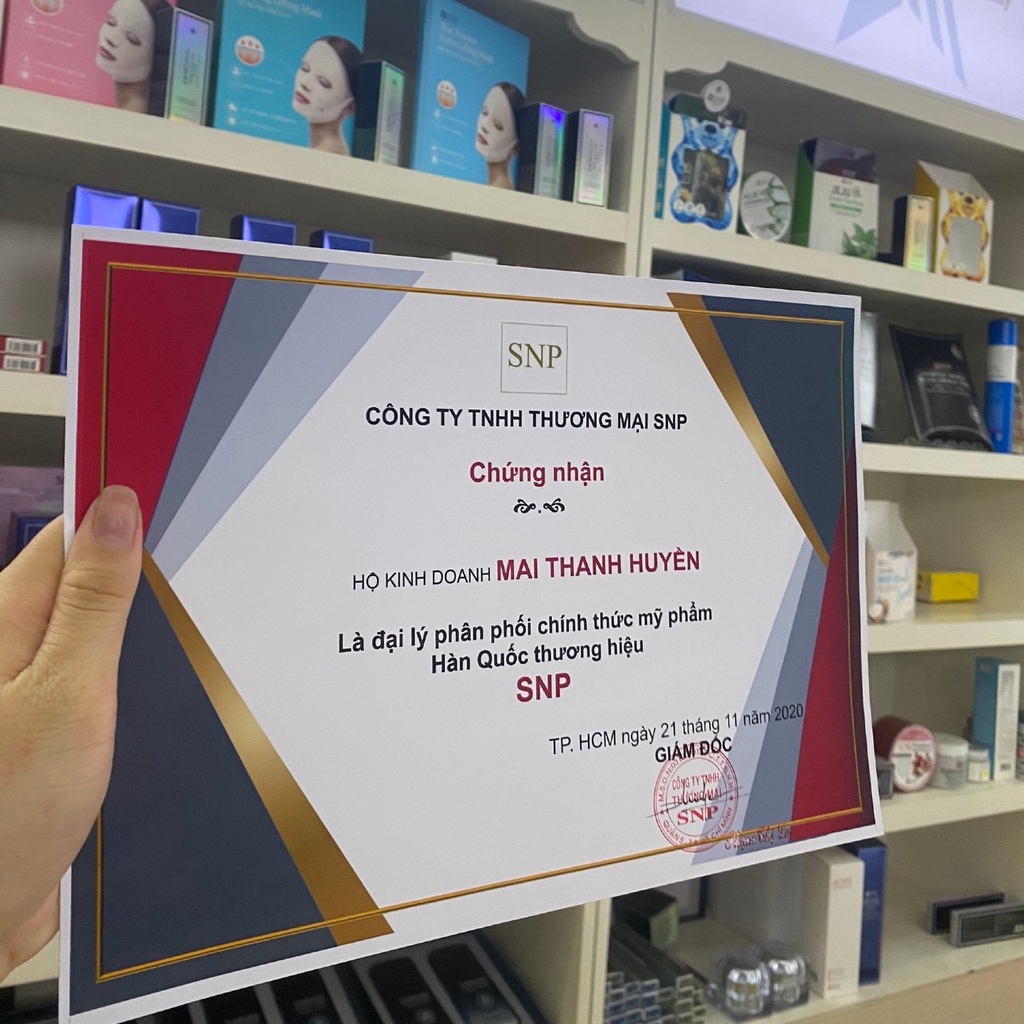 SNP
CÔNG TY TNHH THƯƠNG MẠI SNP
Chứng nhận
HỘ KINH DOANH MAI THANH HUYỀN
Là đại lý phân phối chính thức mỹ phẩm
Hàn Quốc thương hiệu
SNP
TP. HCM ngày 21 tháng 11 năm 2020
GIÁM ĐỐC
CÔNG TY TNHH
THƯƠNG MẠI
SNP